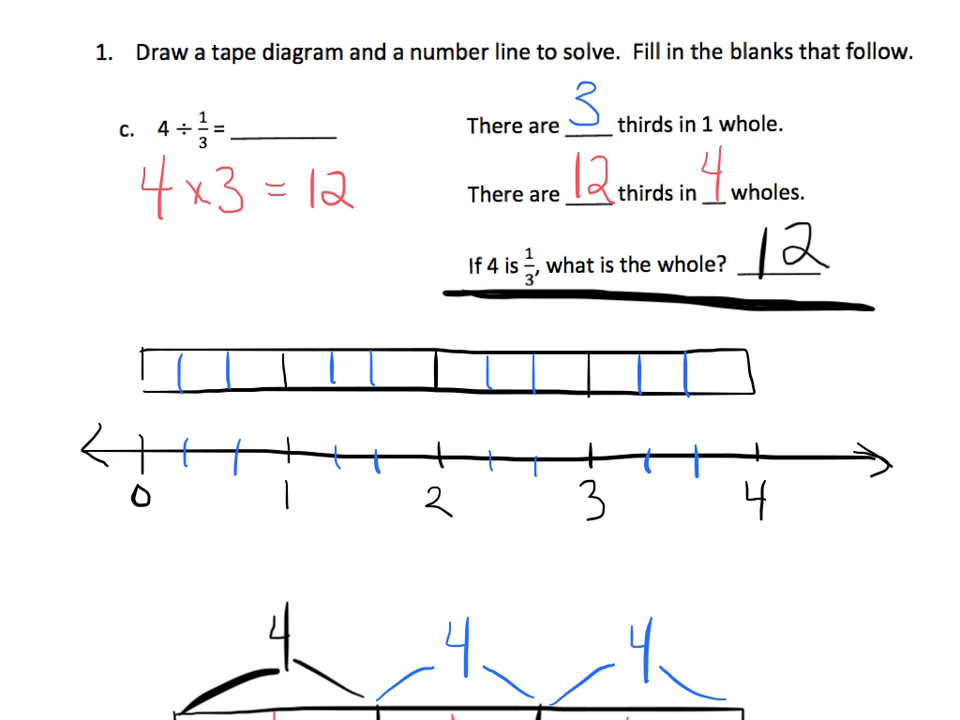 1. Draw a tape diagram and a number line to solve. Fill in the blanks that follow.
c. 4 ÷ 1/3 = ________
4 x 3 = 12
There are 3 thirds in 1 whole.
There are 12 thirds in 4 wholes.
If 4 is 1/3, what is the whole? 12
0 1 2 3 4
4 4 4